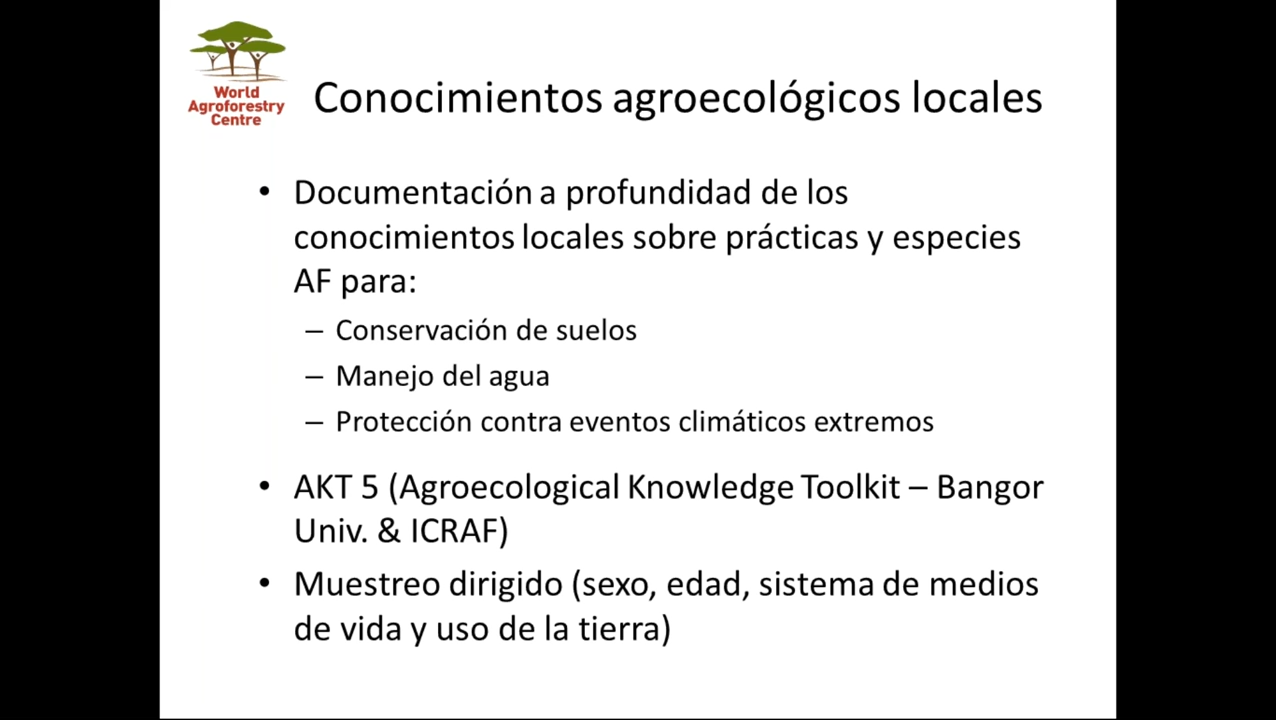 World
Agroforestry
Centre
Conocimientos agroecológicos locales
• Documentación a profundidad de los
conocimientos locales sobre prácticas y especies
AF para:
– Conservación de suelos
– Manejo del agua
– Protección contra eventos climáticos extremos
• AKT 5 (Agroecological Knowledge Toolkit – Bangor
Univ. & ICRAF)
• Muestreo dirigido (sexo, edad, sistema de medios
de vida y uso de la tierra)